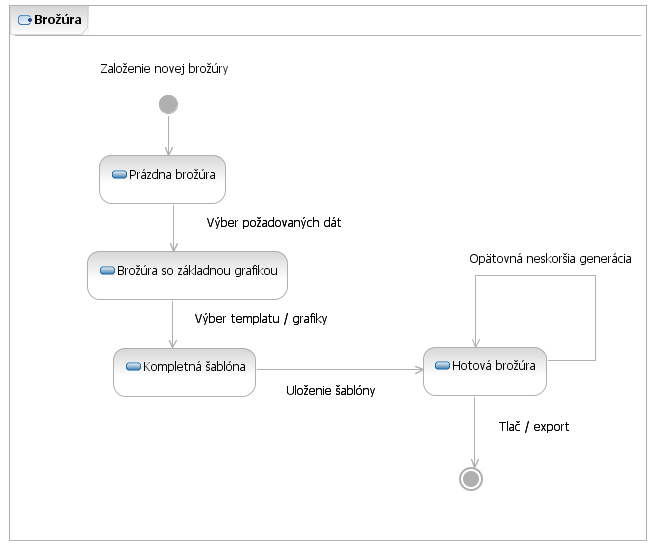 Brožúra
Založenie novej brožúry
Prázdna brožúra
Výber požadovaných dát
Brožúra so základnou grafikou
Opätovná neskoršia generácia
Výber templatu / grafiky
Kompletná šablóna
Hotová brožúra
Uloženie šablóny
Tlač / export